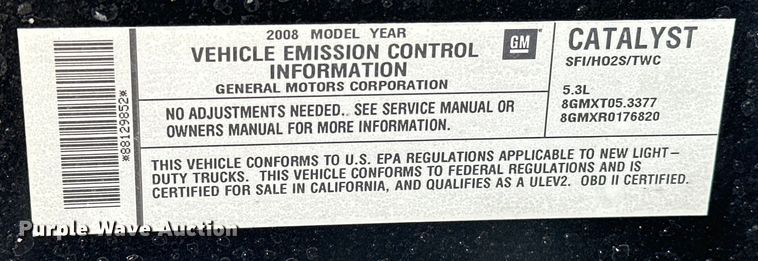 2008 MODEL YEAR
VEHICLE EMISSION CONTROL
INFORMATION
GENERAL MOTORS CORPORATION
GM
CATALYST
SFI/HO2S/TWC
5.3L
8GMXT05.3377
8GMXR0176820
NO ADJUSTMENTS NEEDED. SEE SERVICE MANUAL OR
OWNERS MANUAL FOR MORE INFORMATION.
THIS VEHICLE CONFORMS TO U.S. EPA REGULATIONS APPLICABLE TO NEW LIGHT-
DUTY TRUCKS. THIS VEHICLE CONFORMS TO FEDERAL REGULATIONS AND IS
CERTIFIED FOR SALE IN CALIFORNIA, AND QUALIFIES AS A ULEV2. OBD II CERTIFIED.
*88129852*
Purple Wave Auction